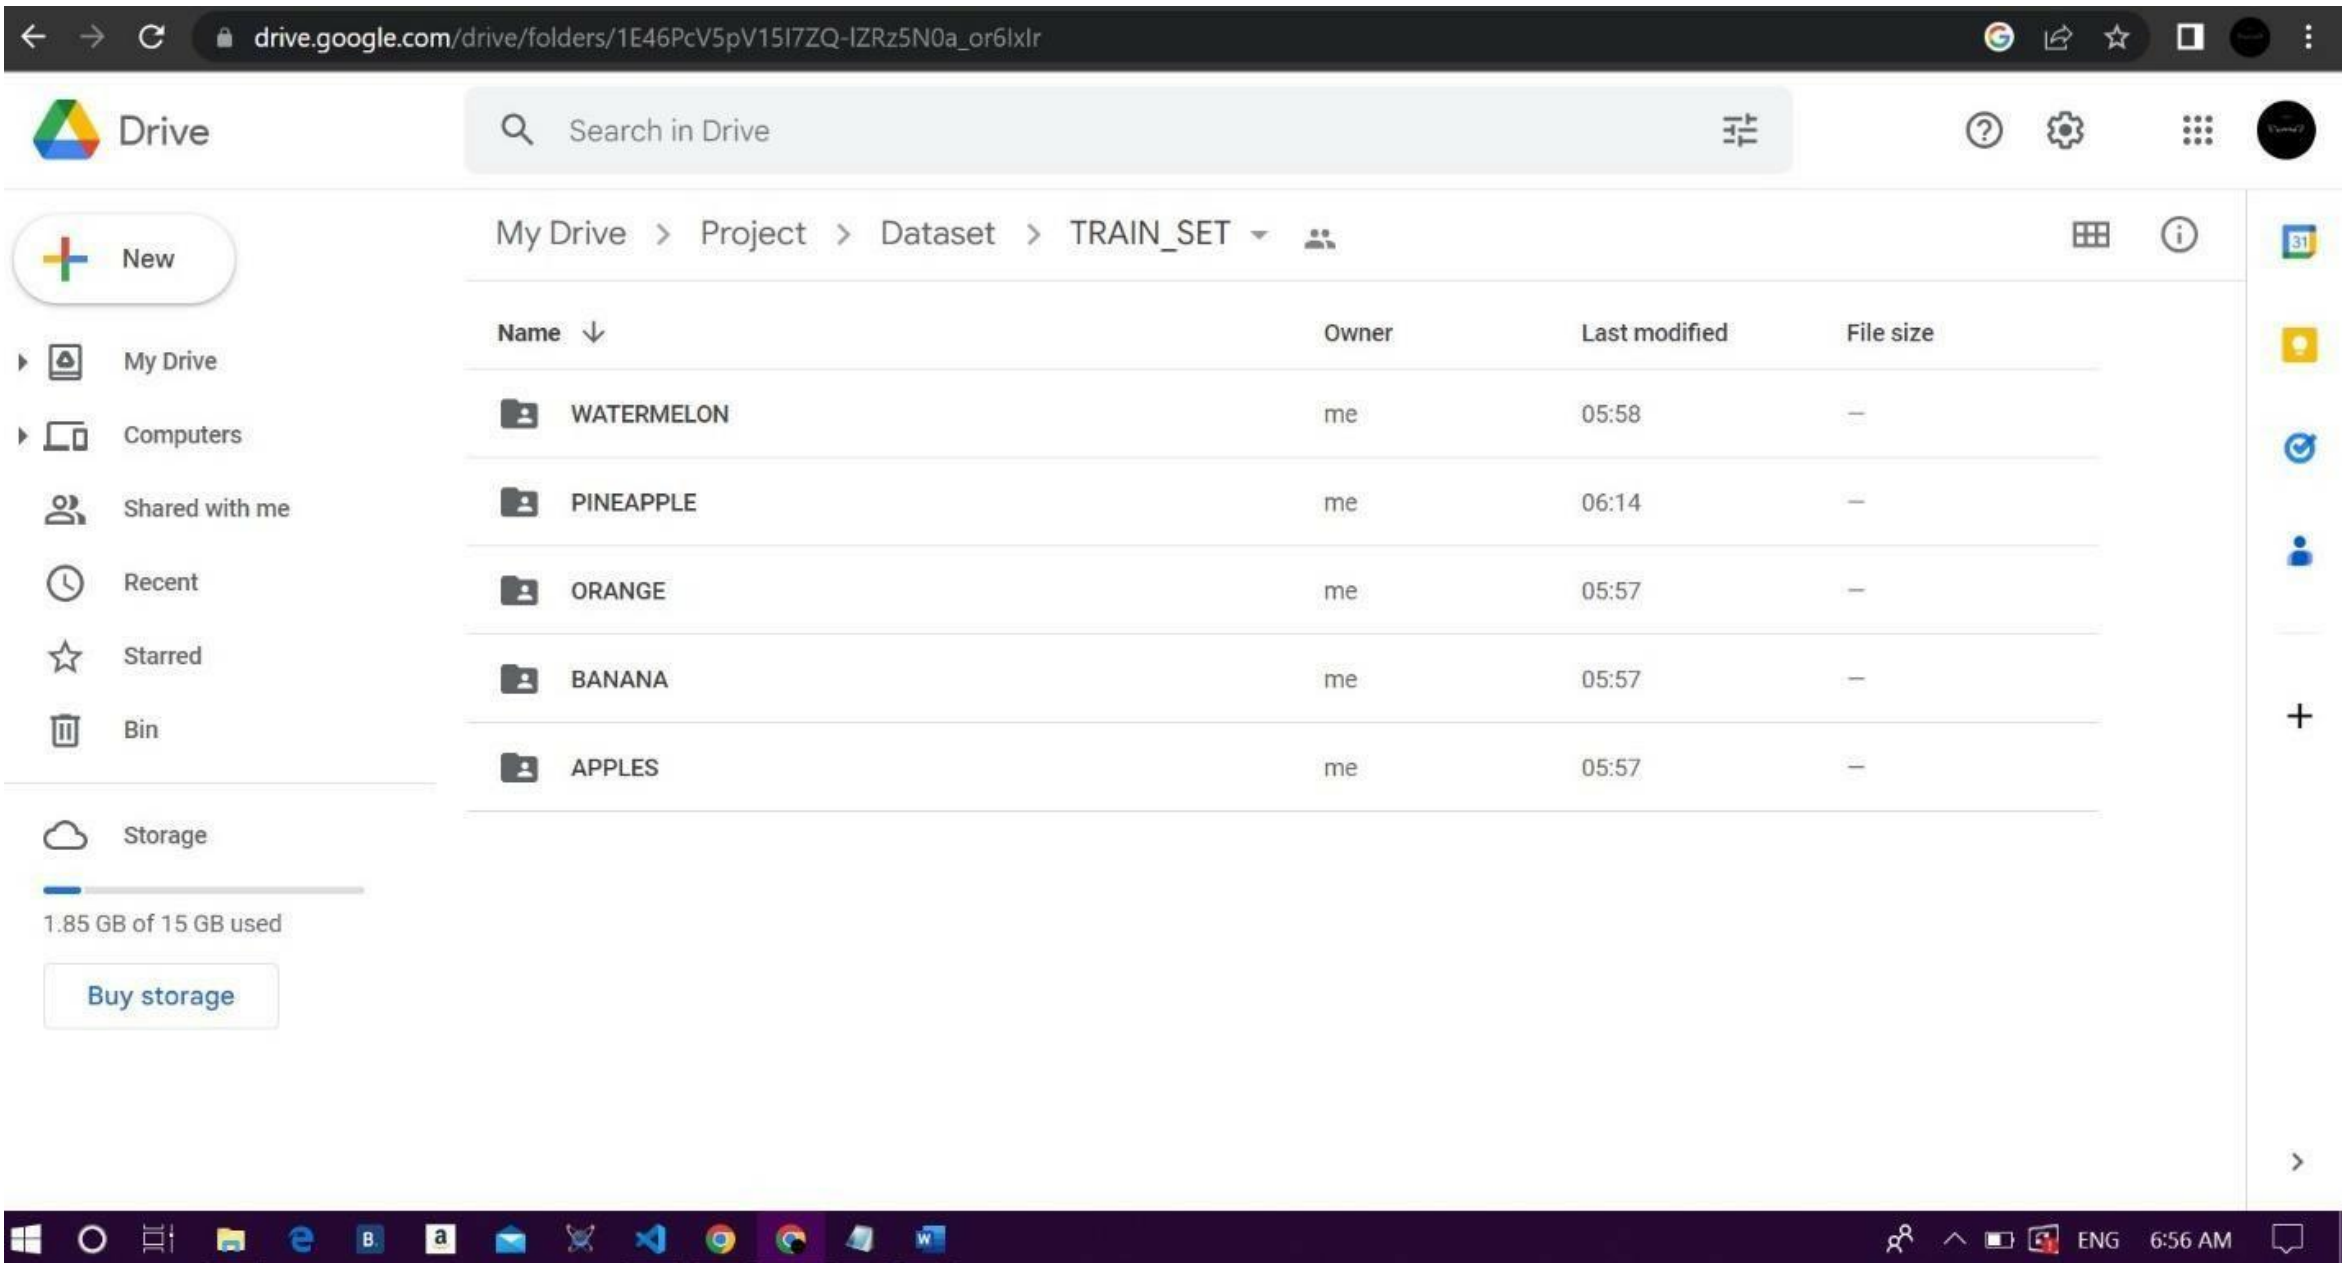 drive.google.com/drive/folders/1E46PcV5pV15I7ZQ-lZRz5N0a_or6lxlr
Drive
Search in Drive
New
My Drive > Project > Dataset > TRAIN_SET
31
Name Owner Last modified File size
My Drive
Computers
Shared with me
Recent
Starred
Bin
Storage
1.85 GB of 15 GB used
Buy storage
WATERMELON me 05:58 –
PINEAPPLE me 06:14 –
ORANGE me 05:57 –
BANANA me 05:57 –
APPLES me 05:57 –
B. a W ENG 6:56 AM